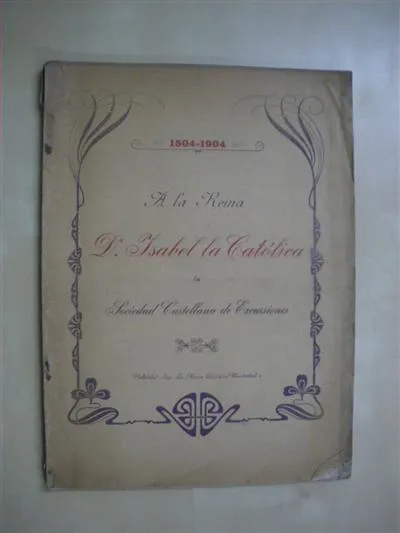 1504-1904
A la Reina
D.ª Isabel la Católica
la
Sociedad Castellana de Excursiones